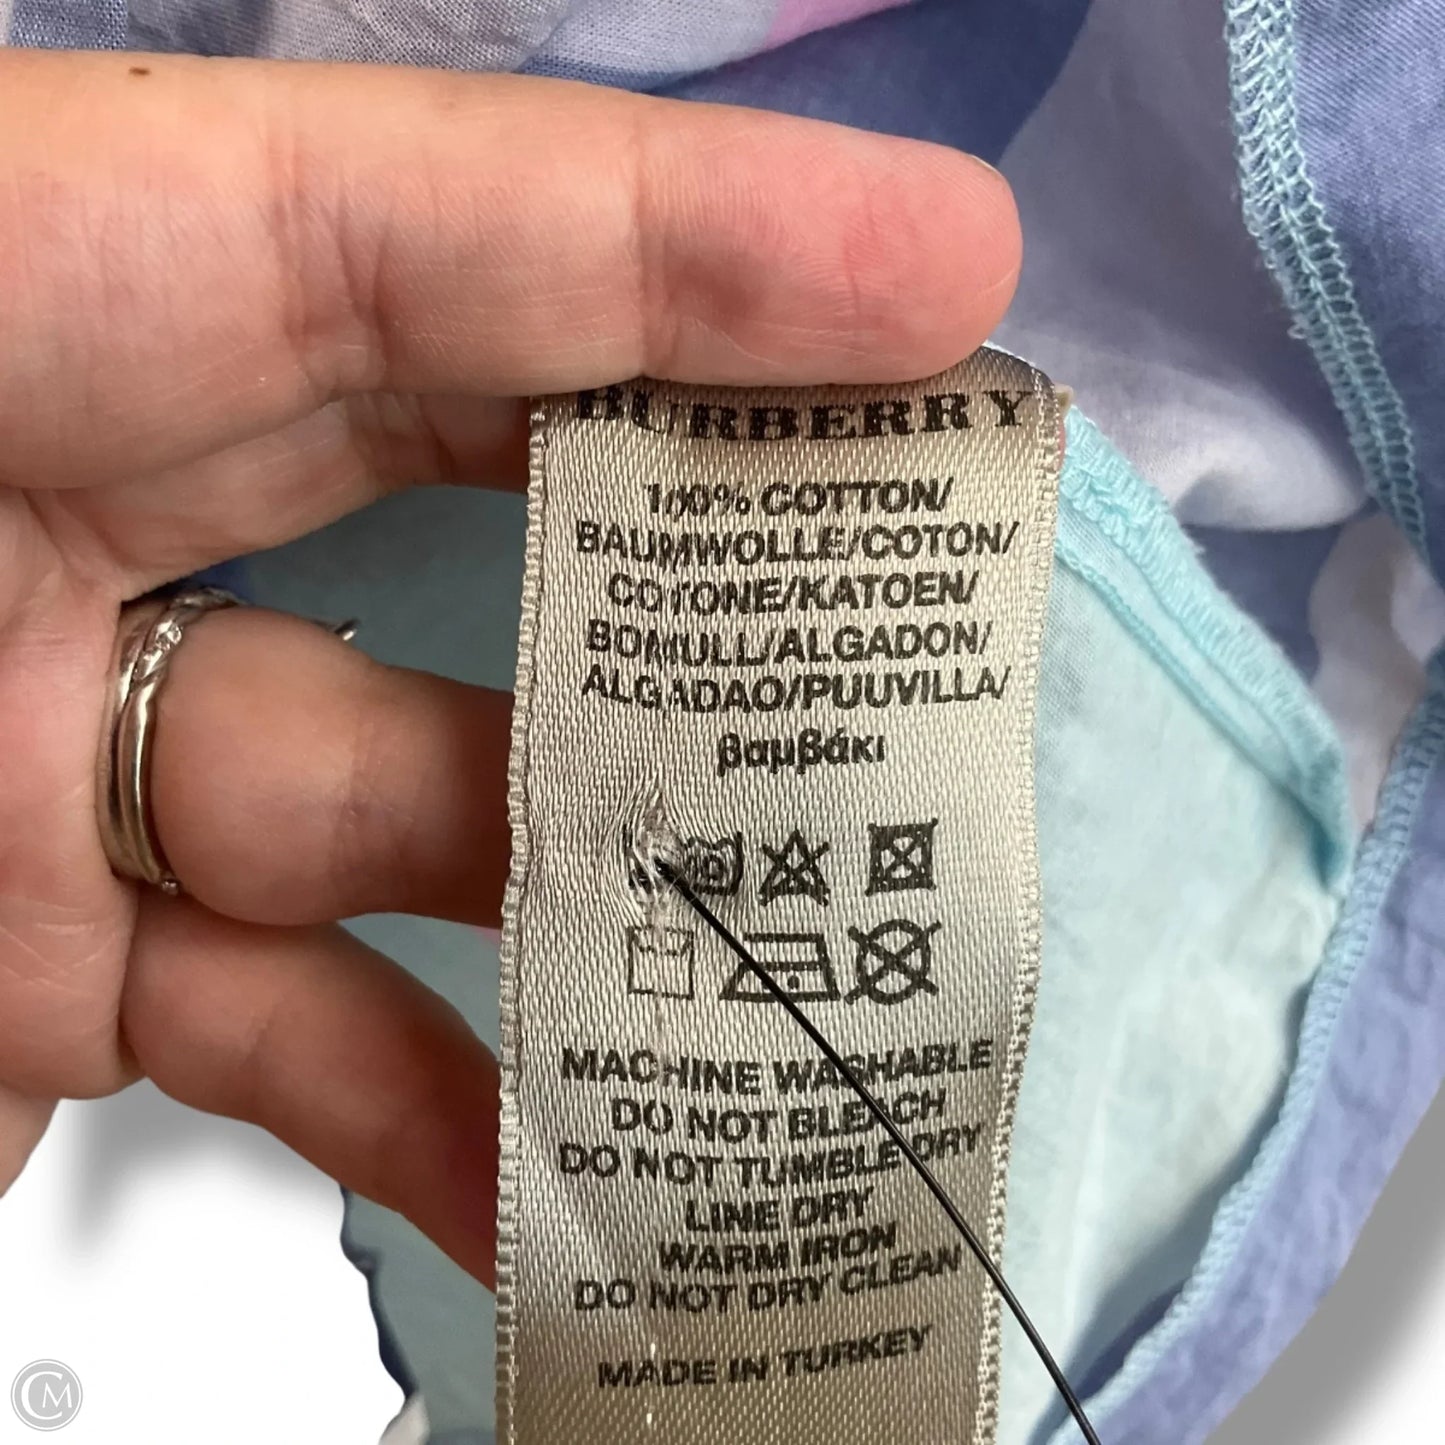 BURBERRY
100% COTTON/
BAUMWOLLE/COTON/
COTONE/KATOEN/
BOMULL/ALGADON/
ALGADAO/PUUVILLA/
βαμβάκι
MACHINE WASHABLE
DO NOT BLEACH
DO NOT TUMBLE DRY
LINE DRY
WARM IRON
DO NOT DRY CLEAN
MADE IN TURKEY
CM